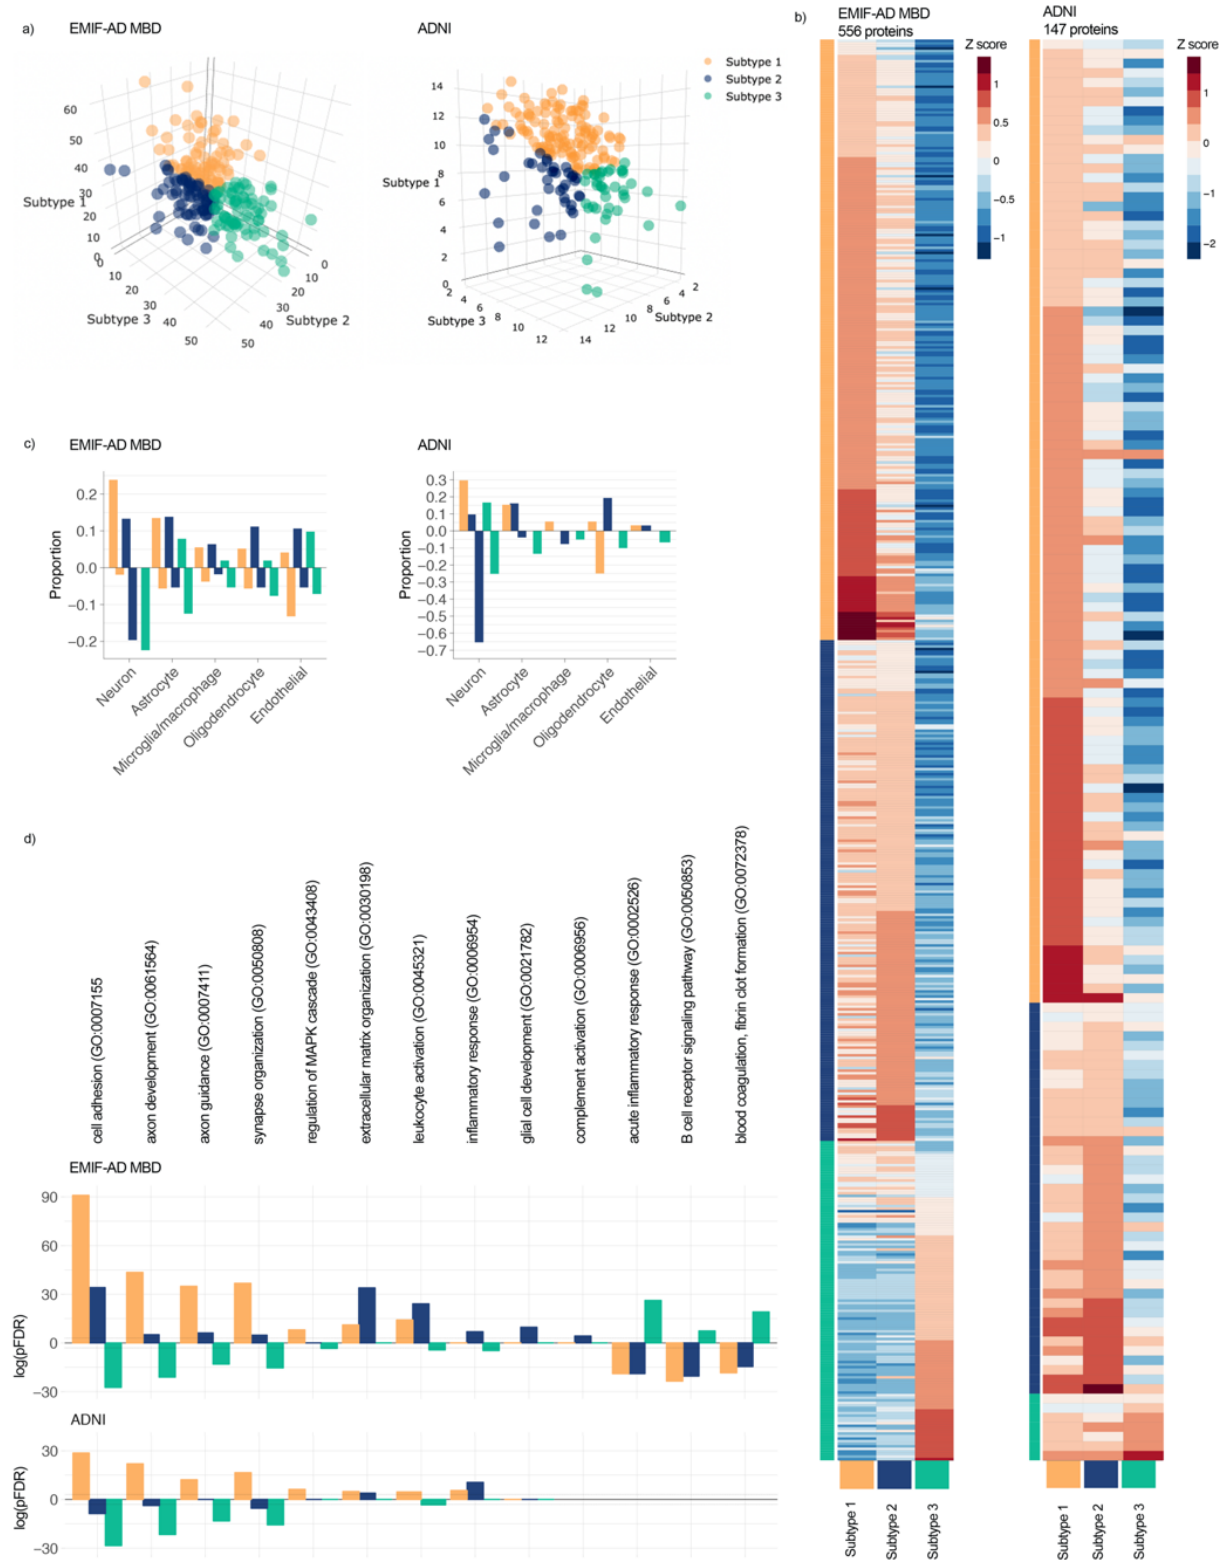 a)
EMIF-AD MBD
ADNI
Subtype 1
Subtype 2
Subtype 3
60
50
40
30
20
10
0
Subtype 1
0
10
20
30
40
50
Subtype 3
0
10
20
30
40
50
Subtype 2
14
12
10
8
6
4
2
0
Subtype 1
2
4
6
8
10
12
Subtype 3
2
4
6
8
10
12
14
Subtype 2
b)
EMIF-AD MBD
556 proteins
Z score
1
0.5
0
−0.5
−1
ADNI
147 proteins
Z score
1
0
−1
−2
Subtype 1
Subtype 2
Subtype 3
Subtype 1
Subtype 2
Subtype 3
c)
EMIF-AD MBD
Proportion
0.2
0.1
0.0
−0.1
−0.2
Neuron
Astrocyte
Microglia/macrophage
Oligodendrocyte
Endothelial
ADNI
Proportion
0.3
0.2
0.1
0.0
−0.1
−0.2
−0.3
−0.4
−0.5
−0.6
−0.7
Neuron
Astrocyte
Microglia/macrophage
Oligodendrocyte
Endothelial
d)
cell adhesion (GO:0007155)
axon development (GO:0061564)
axon guidance (GO:0007411)
synapse organization (GO:0050808)
regulation of MAPK cascade (GO:0043408)
extracellular matrix organization (GO:0030198)
leukocyte activation (GO:0045321)
inflammatory response (GO:0006954)
glial cell development (GO:0021782)
complement activation (GO:0006956)
acute inflammatory response (GO:0002526)
B cell receptor signaling pathway (GO:0050853)
blood coagulation, fibrin clot formation (GO:0072378)
EMIF-AD MBD
log(pFDR)
90
60
30
0
−30
ADNI
log(pFDR)
30
0
−30